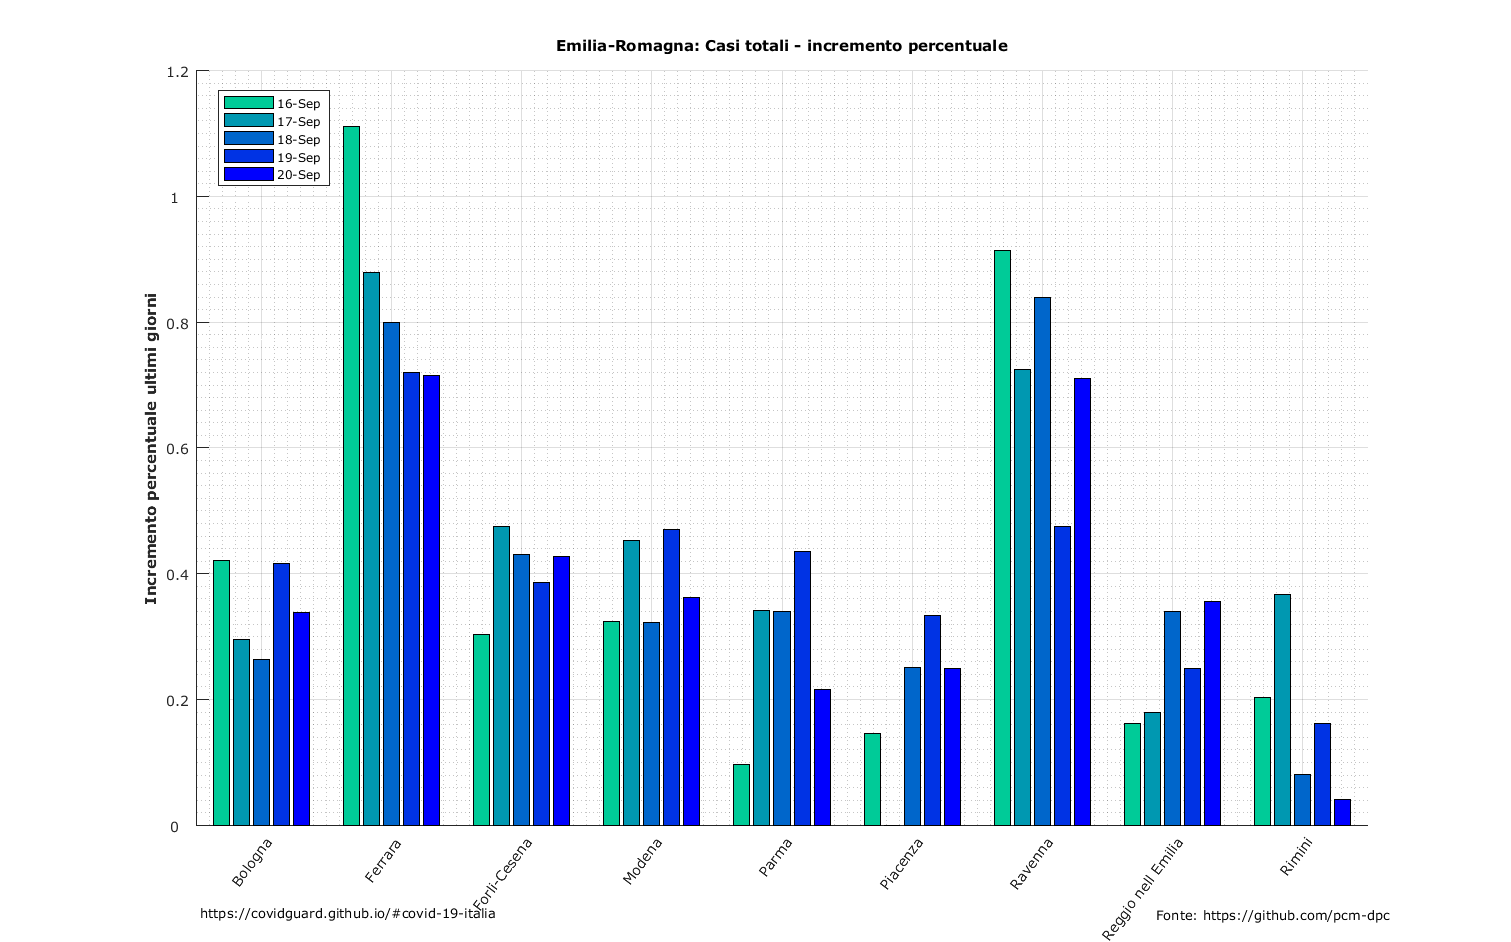 Emilia-Romagna: Casi totali - incremento percentuale
1.2
1
0.8
0.6
0.4
0.2
0
Incremento percentuale ultimi giorni
16-Sep
17-Sep
18-Sep
19-Sep
20-Sep
Bologna
Ferrara
Forlì-Cesena
Modena
Parma
Piacenza
Ravenna
Reggio nell Emilia
Rimini
https://covidguard.github.io/#covid-19-italia
Fonte: https://github.com/pcm-dpc